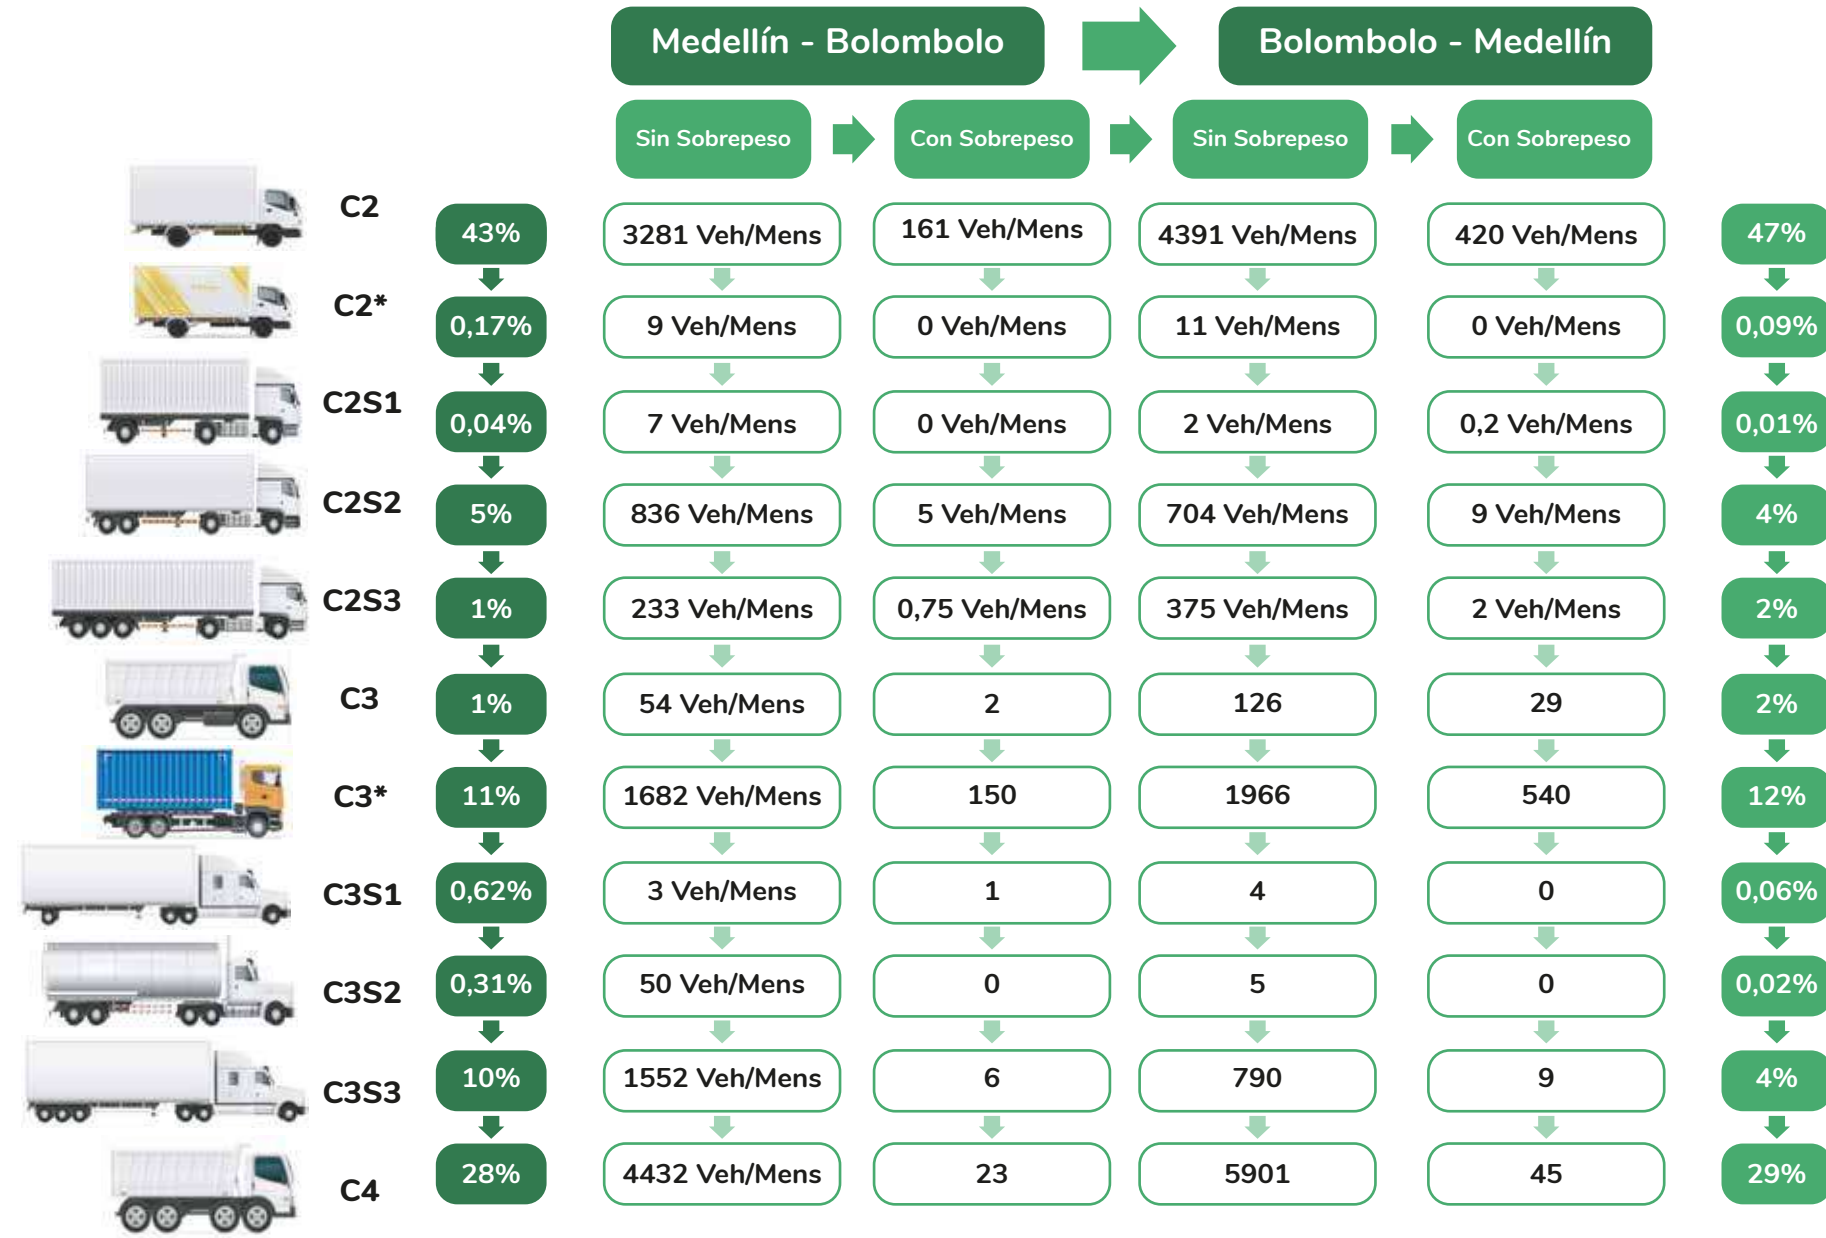 Medellín - Bolombolo
Bolombolo - Medellín
Sin Sobrepeso
Con Sobrepeso
Sin Sobrepeso
Con Sobrepeso
C2
43%
3281 Veh/Mens
161 Veh/Mens
4391 Veh/Mens
420 Veh/Mens
47%
C2*
0,17%
9 Veh/Mens
0 Veh/Mens
11 Veh/Mens
0 Veh/Mens
0,09%
C2S1
0,04%
7 Veh/Mens
0 Veh/Mens
2 Veh/Mens
0,2 Veh/Mens
0,01%
C2S2
5%
836 Veh/Mens
5 Veh/Mens
704 Veh/Mens
9 Veh/Mens
4%
C2S3
1%
233 Veh/Mens
0,75 Veh/Mens
375 Veh/Mens
2 Veh/Mens
2%
C3
1%
54 Veh/Mens
2
126
29
2%
C3*
11%
1682 Veh/Mens
150
1966
540
12%
C3S1
0,62%
3 Veh/Mens
1
4
0
0,06%
C3S2
0,31%
50 Veh/Mens
0
5
0
0,02%
C3S3
10%
1552 Veh/Mens
6
790
9
4%
C4
28%
4432 Veh/Mens
23
5901
45
29%